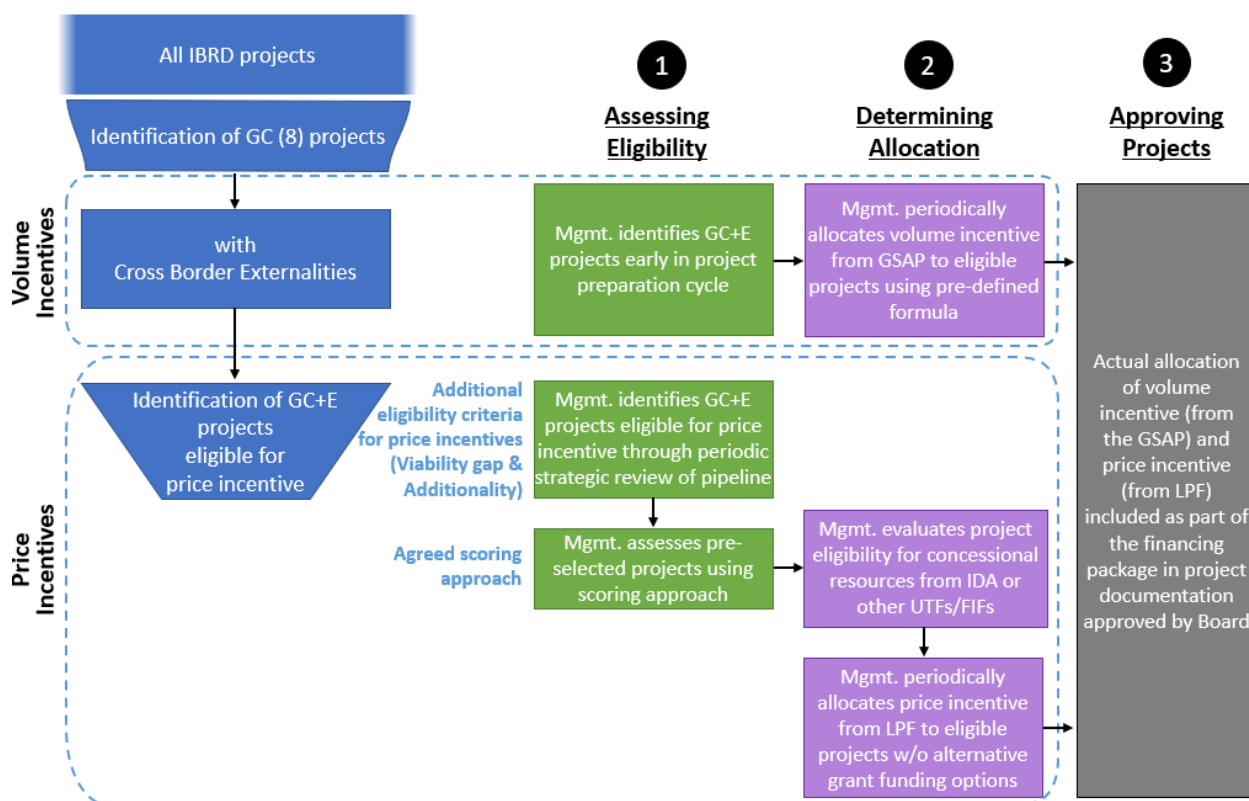 All IBRD projects
Identification of GC (8) projects
1
Assessing
Eligibility
2
Determining
Allocation
3
Approving
Projects
Volume
Incentives
with
Cross Border Externalities
Mgmt. identifies GC+E
projects early in project
preparation cycle
Mgmt. periodically
allocates volume incentive
from GSAP to eligible
projects using pre-defined
formula
Price
Incentives
Identification of GC+E
projects
eligible for
price incentive
Additional
eligibility criteria
for price incentives
(Viability gap &
Additionality)
Mgmt. identifies GC+E
projects eligible for price
incentive through periodic
strategic review of pipeline
Agreed scoring
approach
Mgmt. assesses pre-
selected projects using
scoring approach
Mgmt. evaluates project
eligibility for concessional
resources from IDA or
other UTFs/FIFs
Mgmt. periodically
allocates price incentive
from LPF to eligible
projects w/o alternative
grant funding options
Actual allocation
of volume
incentive (from
the GSAP) and
price incentive
(from LPF)
included as part of
the financing
package in project
documentation
approved by Board